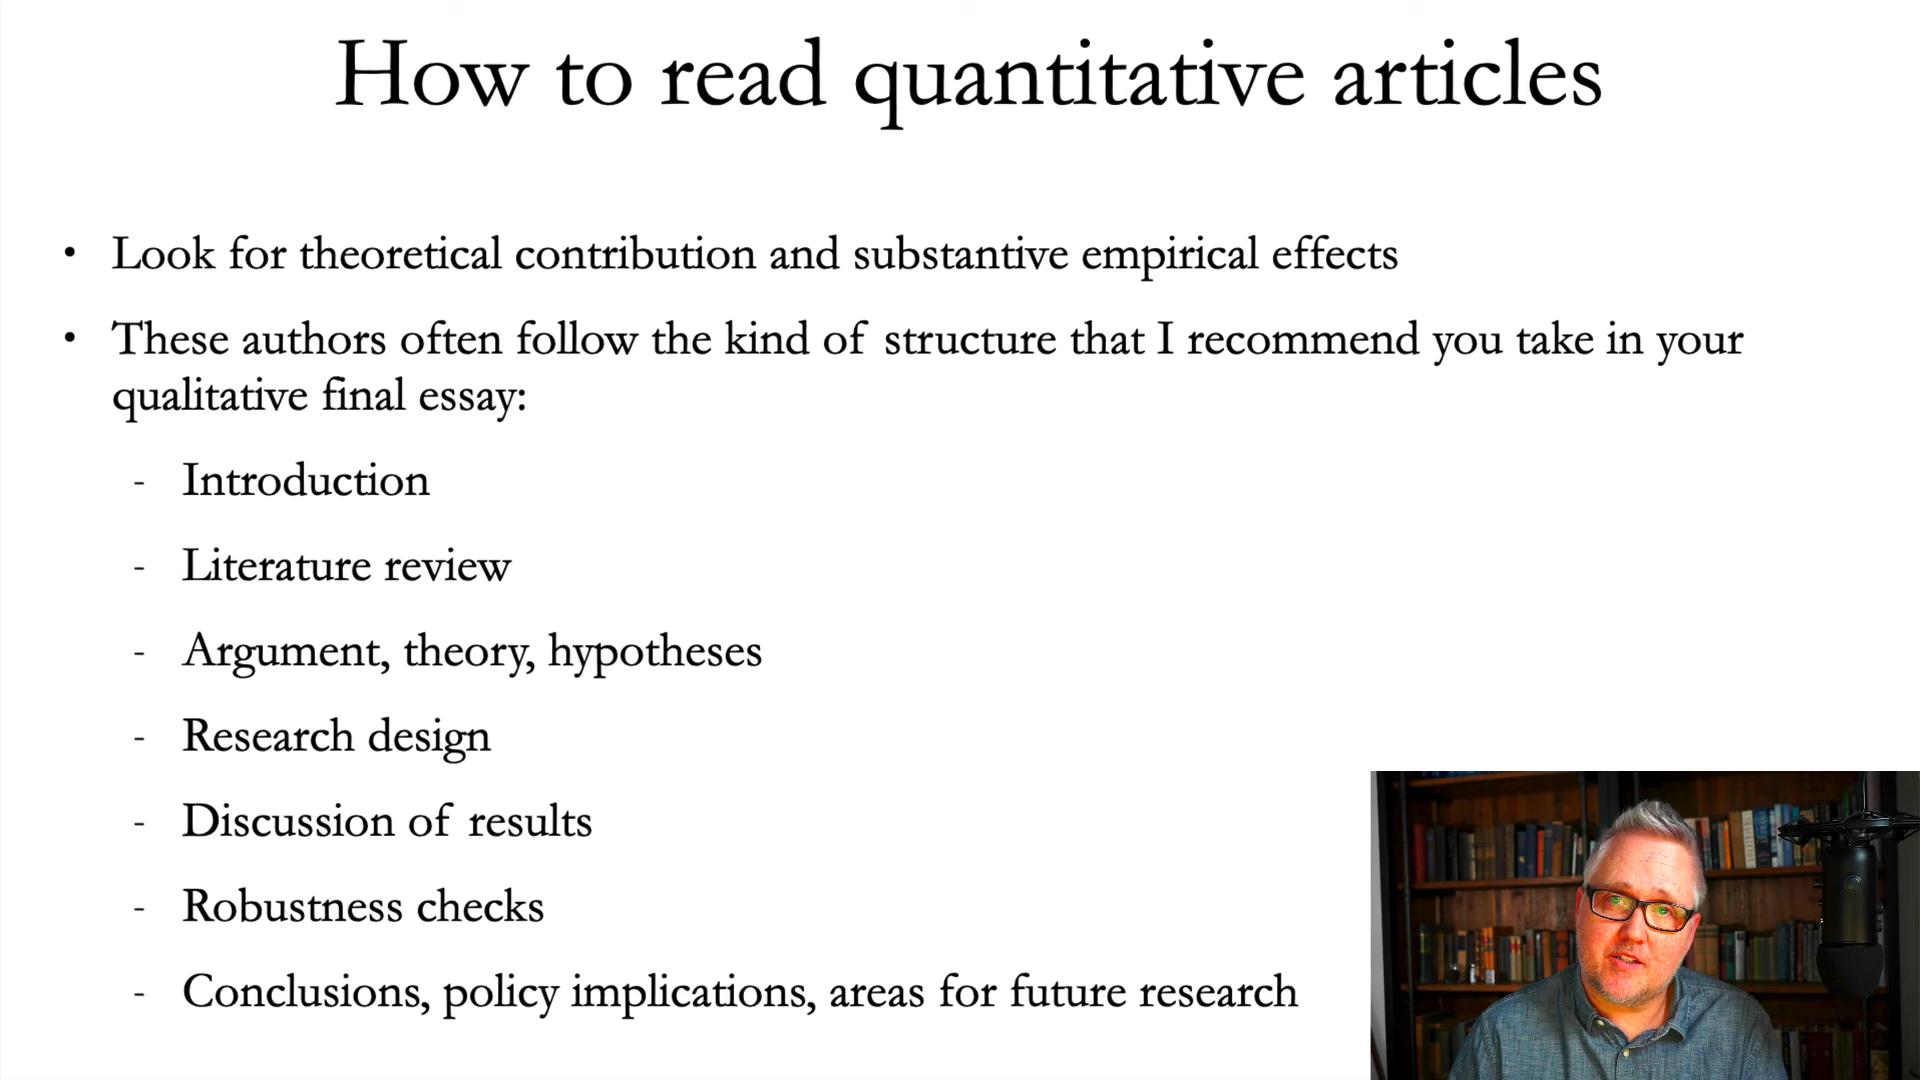 How to read quantitative articles
• Look for theoretical contribution and substantive empirical effects
• These authors often follow the kind of structure that I recommend you take in your
qualitative final essay:
- Introduction
- Literature review
- Argument, theory, hypotheses
- Research design
- Discussion of results
- Robustness checks
- Conclusions, policy implications, areas for future research